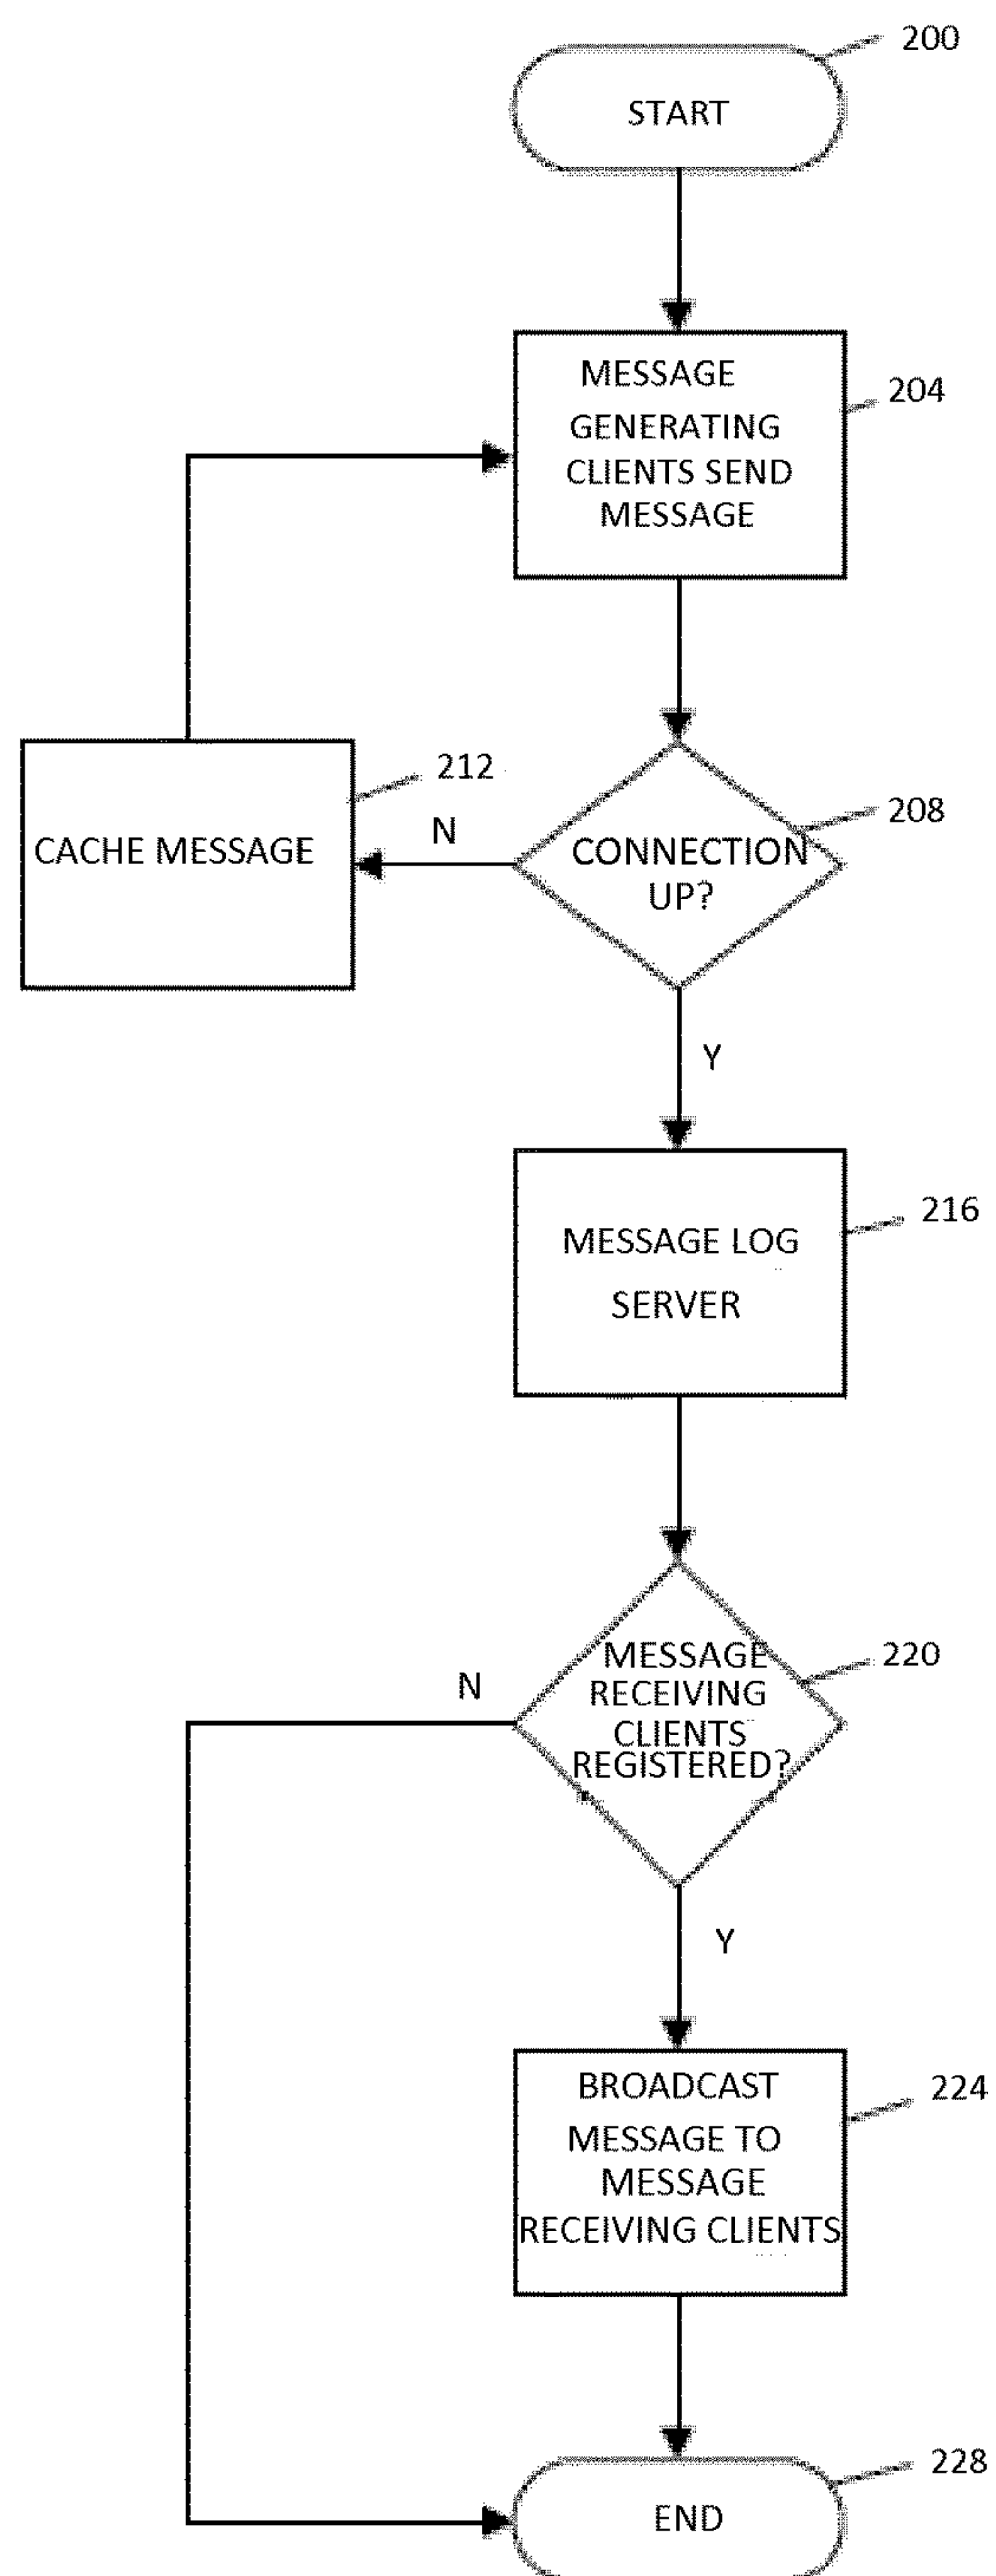 200
START
204
MESSAGE
GENERATING
CLIENTS SEND
MESSAGE
212
CACHE MESSAGE
N
208
CONNECTION
UP?
Y
216
MESSAGE LOG
SERVER
220
N
MESSAGE
RECEIVING
CLIENTS
REGISTERED?
Y
224
BROADCAST
MESSAGE TO
MESSAGE
RECEIVING CLIENTS
228
END